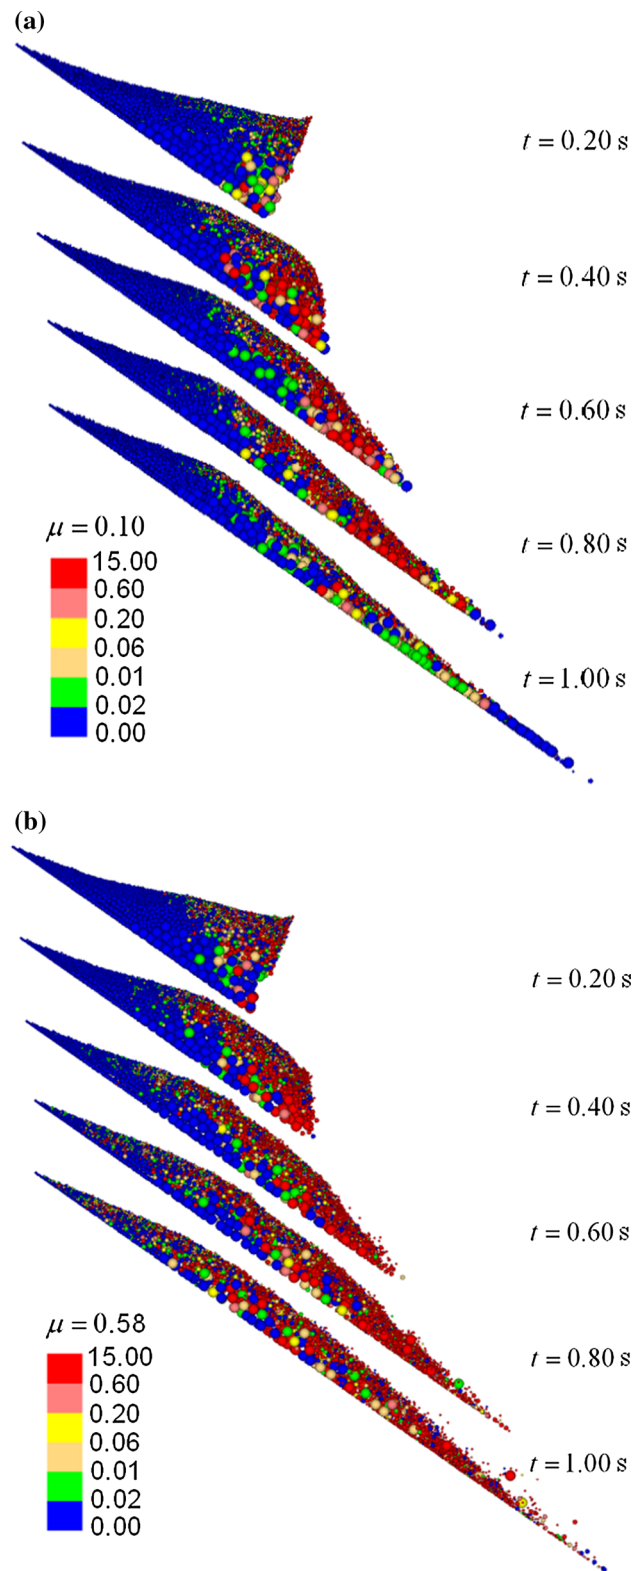 (a)
t = 0.20 s
t = 0.40 s
t = 0.60 s
t = 0.80 s
t = 1.00 s
μ = 0.10
15.00
0.60
0.20
0.06
0.01
0.02
0.00
(b)
t = 0.20 s
t = 0.40 s
t = 0.60 s
t = 0.80 s
t = 1.00 s
μ = 0.58
15.00
0.60
0.20
0.06
0.01
0.02
0.00